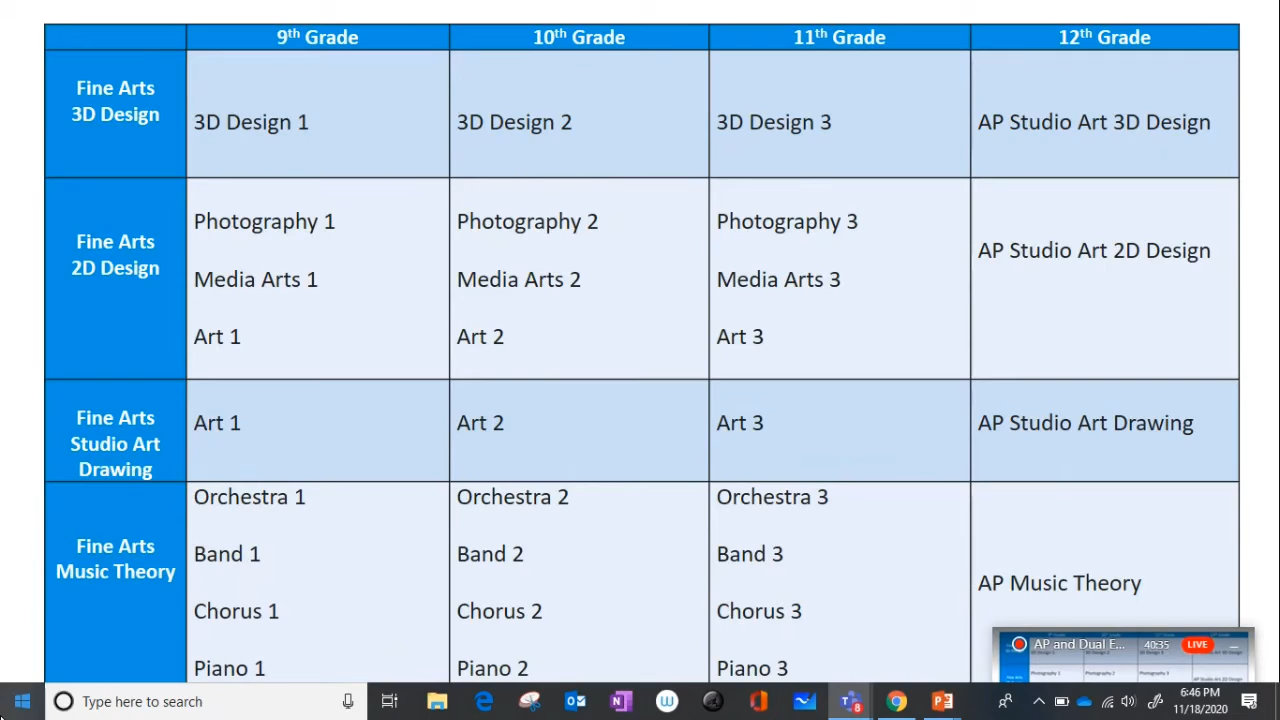 9th Grade 10th Grade 11th Grade 12th Grade
Fine Arts
3D Design
3D Design 1 3D Design 2 3D Design 3 AP Studio Art 3D Design
Fine Arts
2D Design
Photography 1 Photography 2 Photography 3
AP Studio Art 2D Design
Media Arts 1 Media Arts 2 Media Arts 3
Art 1 Art 2 Art 3
Fine Arts
Studio Art
Drawing
Art 1 Art 2 Art 3 AP Studio Art Drawing
Fine Arts
Music Theory
Orchestra 1 Orchestra 2 Orchestra 3
Band 1 Band 2 Band 3
AP Music Theory
Chorus 1 Chorus 2 Chorus 3
Piano 1 Piano 2 Piano 3
AP and Dual E... 40:35 LIVE
Type here to search
6:46 PM
11/18/2020